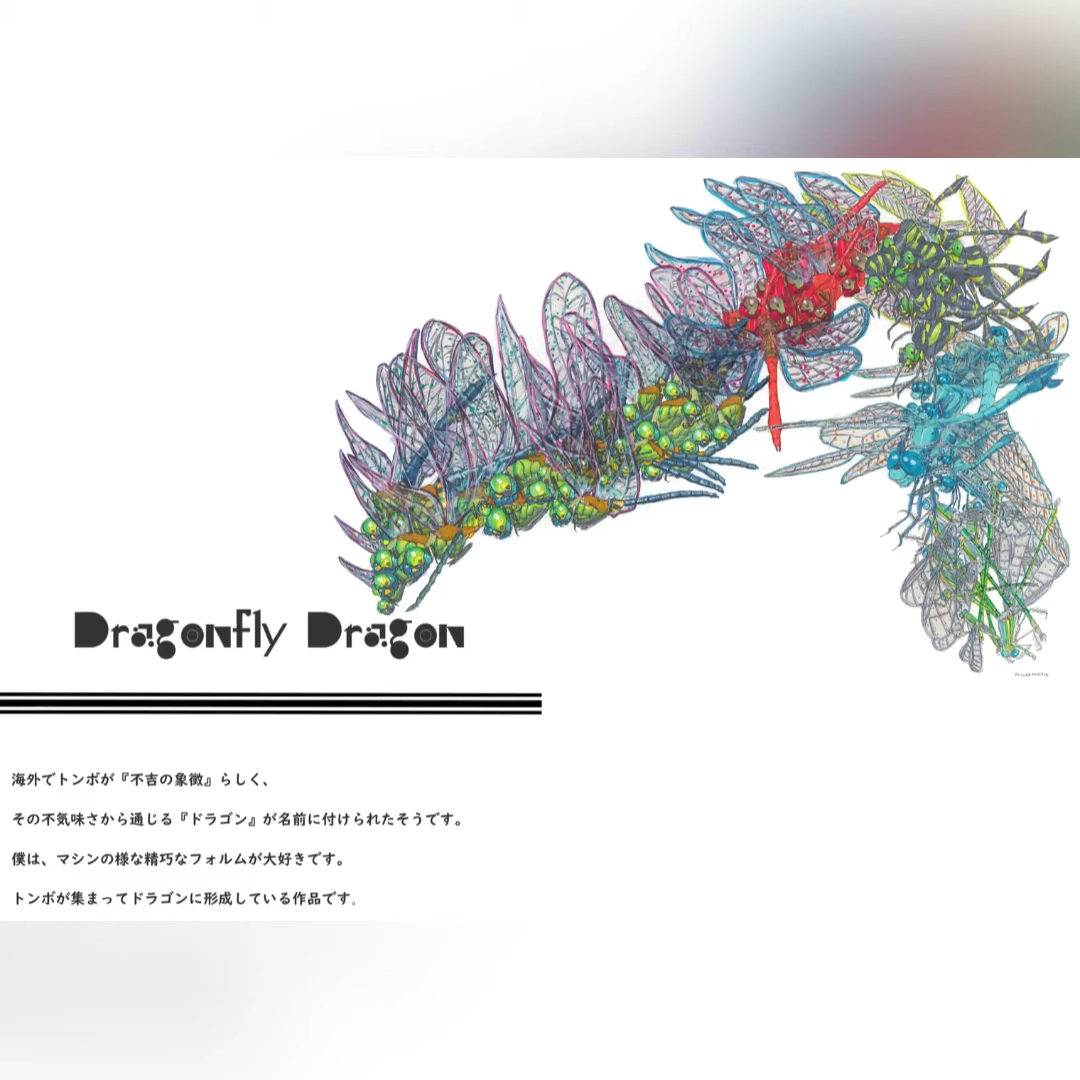 Dragonfly Dragon
海外でトンボが『不吉の象徴』らしく、
その不気味さから通じる『ドラゴン』が名前に付けられたそうです。
僕は、マシンの様な精巧なフォルムが大好きです。
トンボが集まってドラゴンに形成している作品です。